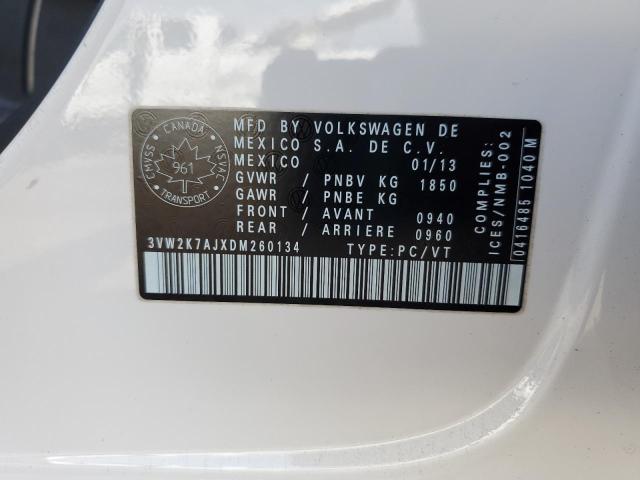 MFD BY VOLKSWAGEN DE
MEXICO S.A. DE C.V.
MEXICO 01/13
GVWR / PNBV KG 1850
GAWR / PNBE KG
FRONT / AVANT 0940
REAR / ARRIERE 0960
3VW2K7AJXDM260134 TYPE:PC/VT
CANADA
CMVSS 961 NSVAC
TRANSPORT
COMPLIES:
ICES/NMB-002
0416485 1040 M